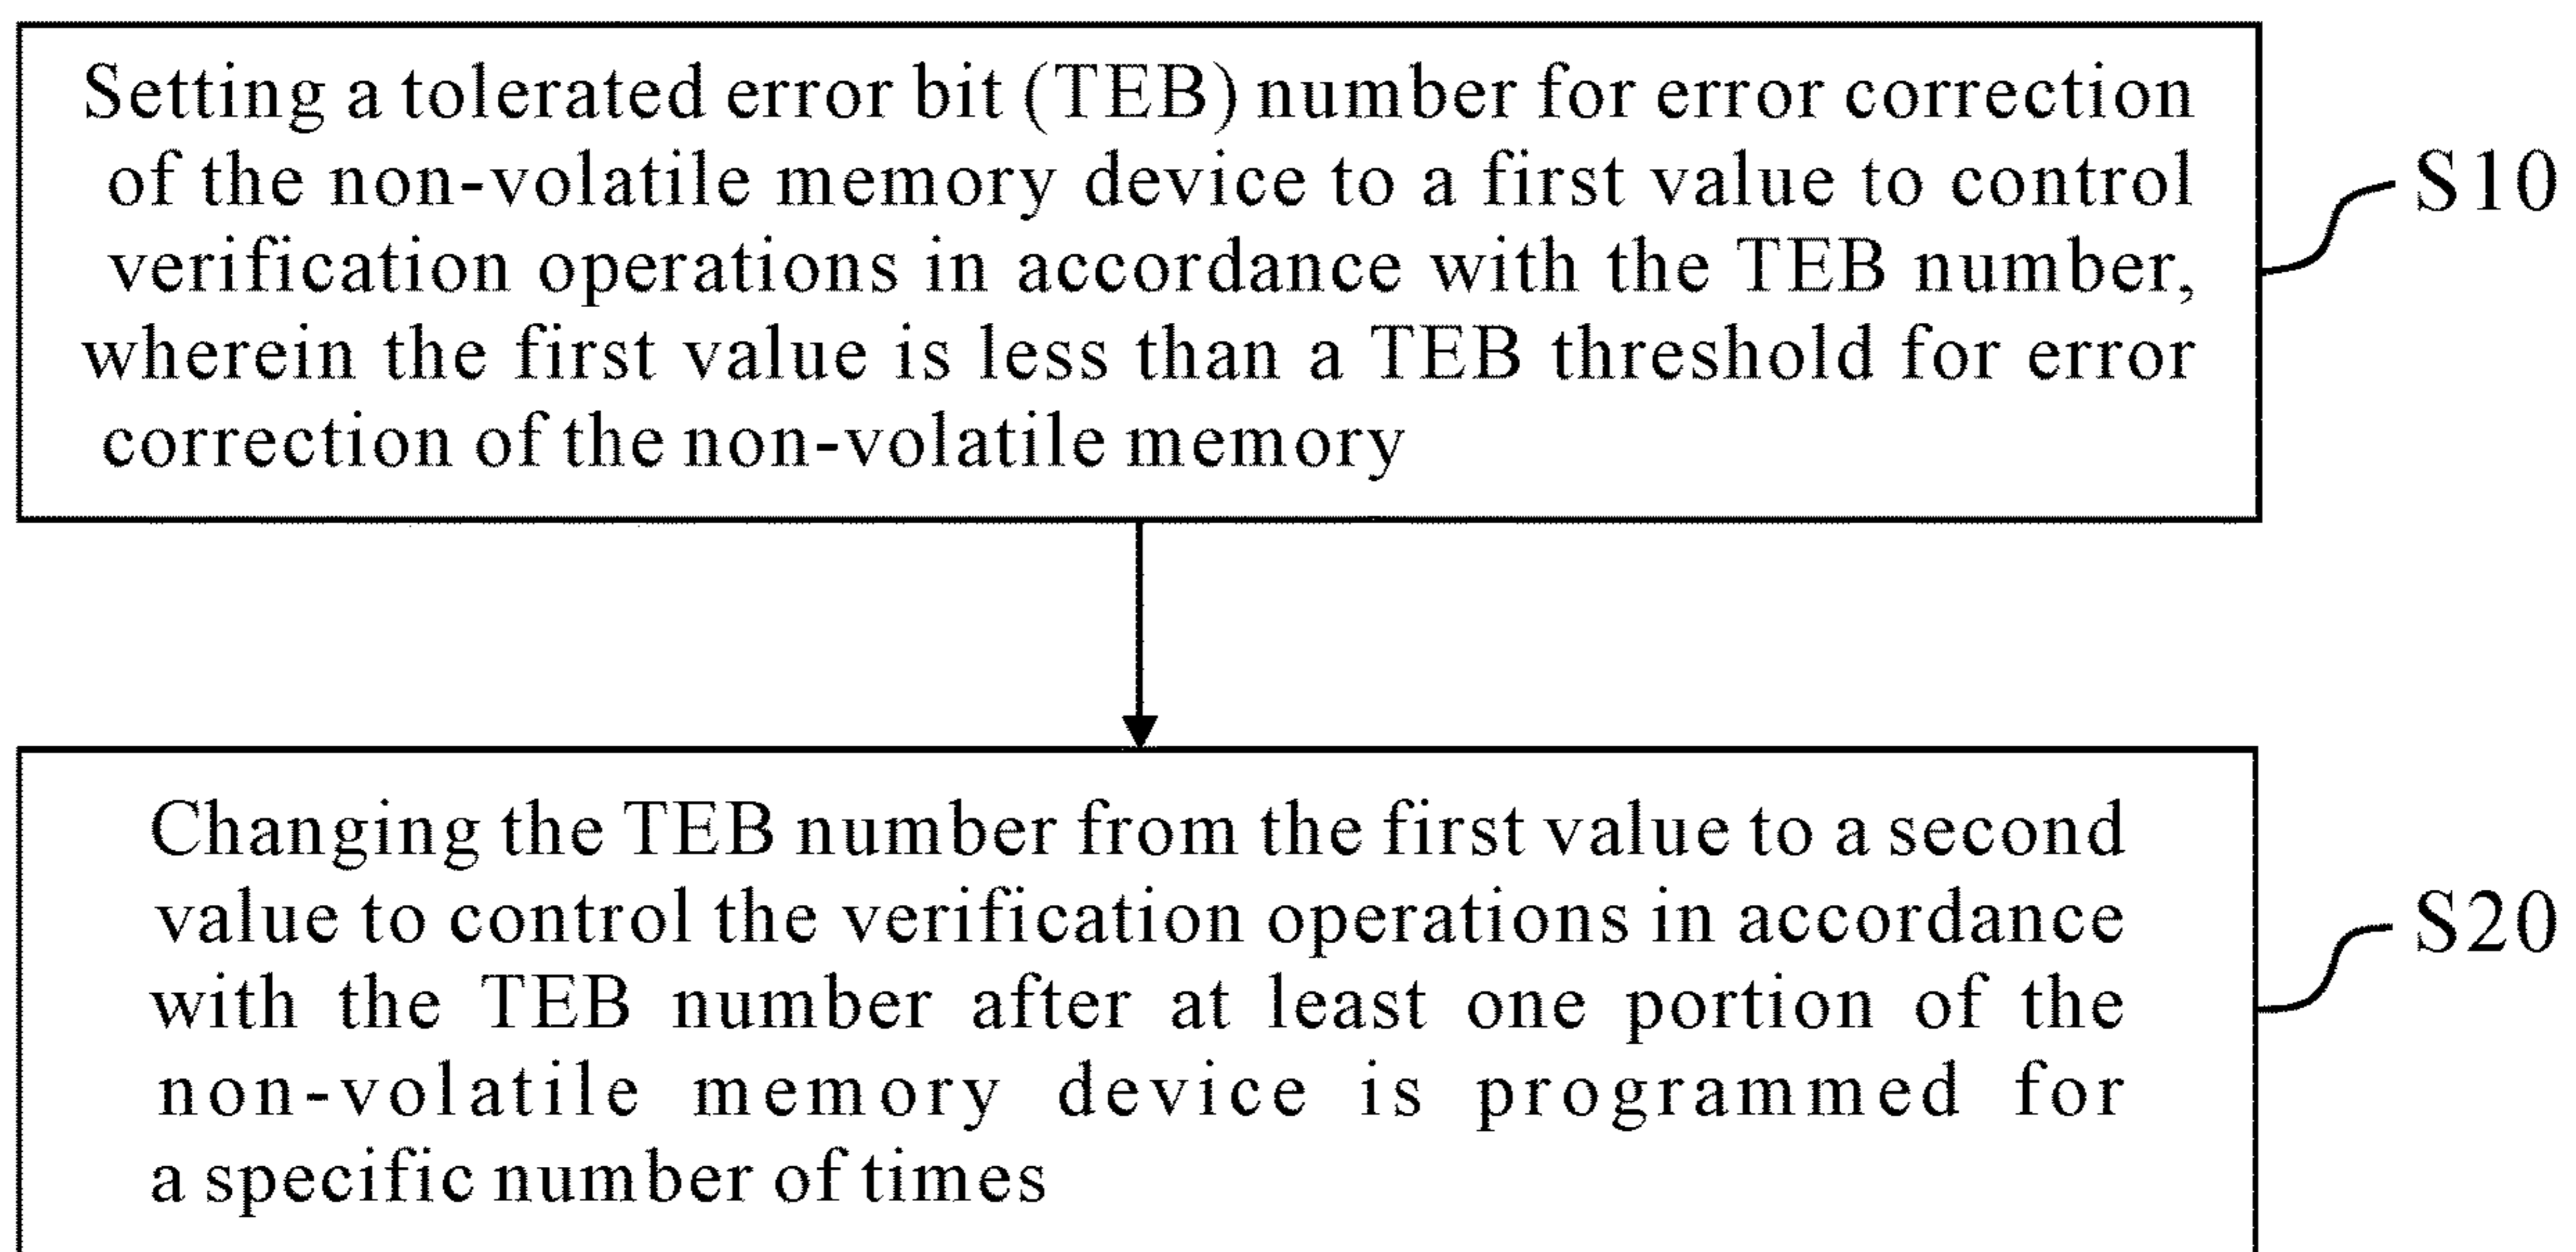 Setting a tolerated error bit (TEB) number for error correction
of the non-volatile memory device to a first value to control
verification operations in accordance with the TEB number,
wherein the first value is less than a TEB threshold for error
correction of the non-volatile memory
S10
Changing the TEB number from the first value to a second
value to control the verification operations in accordance
with the TEB number after at least one portion of the
non-volatile memory device is programmed for
a specific number of times
S20